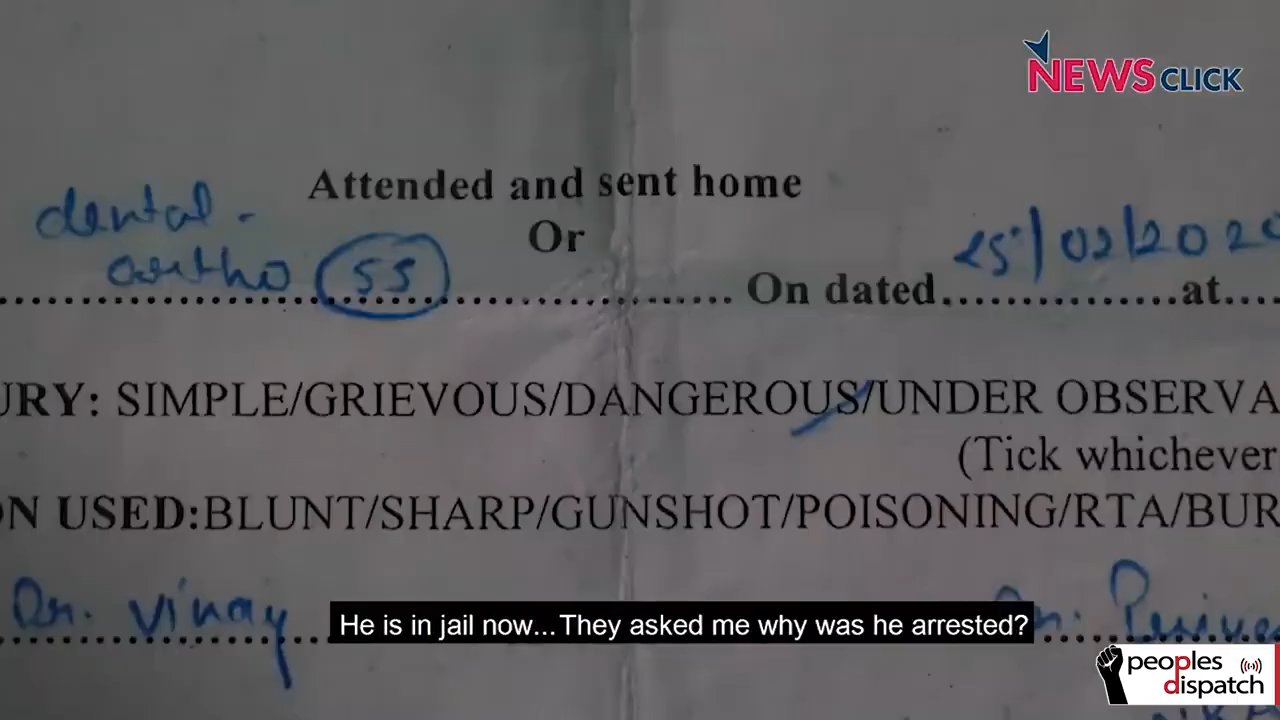 NEWSCLICK
Attended and sent home
dental -
Or
ortho 55
25/02/2020
On dated...............at....
URY: SIMPLE/GRIEVOUS/DANGEROUS/UNDER OBSERVA
(Tick whichever
ON USED:BLUNT/SHARP/GUNSHOT/POISONING/RTA/BUR
Dr. Vinay
He is in jail now... They asked me why was he arrested?
peoples
dispatch